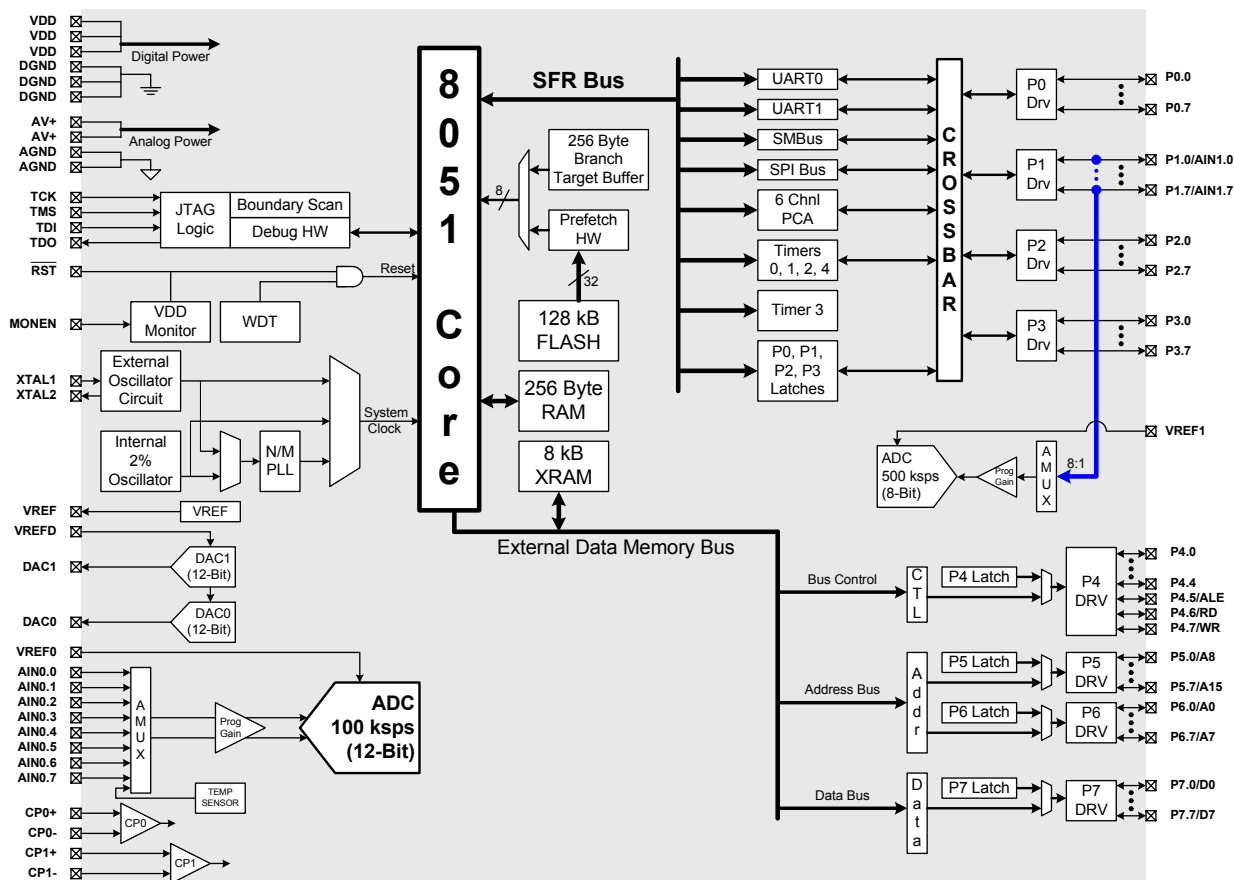 VDD
VDD
VDD
Digital Power
DGND
DGND
DGND
AV+
AV+
Analog Power
AGND
AGND
TCK
TMS
TDI
TDO
JTAG
Logic
Boundary Scan
Debug HW
RST
Reset
MONEN
VDD
Monitor
WDT
XTAL1
XTAL2
External
Oscillator
Circuit
Internal
2%
Oscillator
N/M
PLL
System
Clock
VREF
VREF
VREFD
DAC1
DAC1
(12-Bit)
DAC0
DAC0
(12-Bit)
VREF0
AIN0.0
AIN0.1
AIN0.2
AIN0.3
AIN0.4
AIN0.5
AIN0.6
AIN0.7
AMUX
Prog
Gain
ADC
100 ksps
(12-Bit)
TEMP
SENSOR
CP0+
CP0-
CP0
CP1+
CP1-
CP1
8051 Core
SFR Bus
256 Byte
Branch
Target Buffer
8
Prefetch
HW
32
128 kB
FLASH
256 Byte
RAM
8 kB
XRAM
External Data Memory Bus
UART0
UART1
SMBus
SPI Bus
6 Chnl
PCA
Timers
0, 1, 2, 4
Timer 3
P0, P1,
P2, P3
Latches
CROSSBAR
P0
Drv
P0.0
P0.7
P1
Drv
P1.0/AIN1.0
P1.7/AIN1.7
P2
Drv
P2.0
P2.7
P3
Drv
P3.0
P3.7
VREF1
ADC
500 ksps
(8-Bit)
Prog
Gain
AMUX
8:1
Bus Control
CTL
P4 Latch
P4
DRV
P4.0
P4.4
P4.5/ALE
P4.6/RD
P4.7/WR
Address Bus
Addr
P5 Latch
P5
DRV
P5.0/A8
P5.7/A15
P6 Latch
P6
DRV
P6.0/A0
P6.7/A7
Data Bus
Data
P7 Latch
P7
DRV
P7.0/D0
P7.7/D7